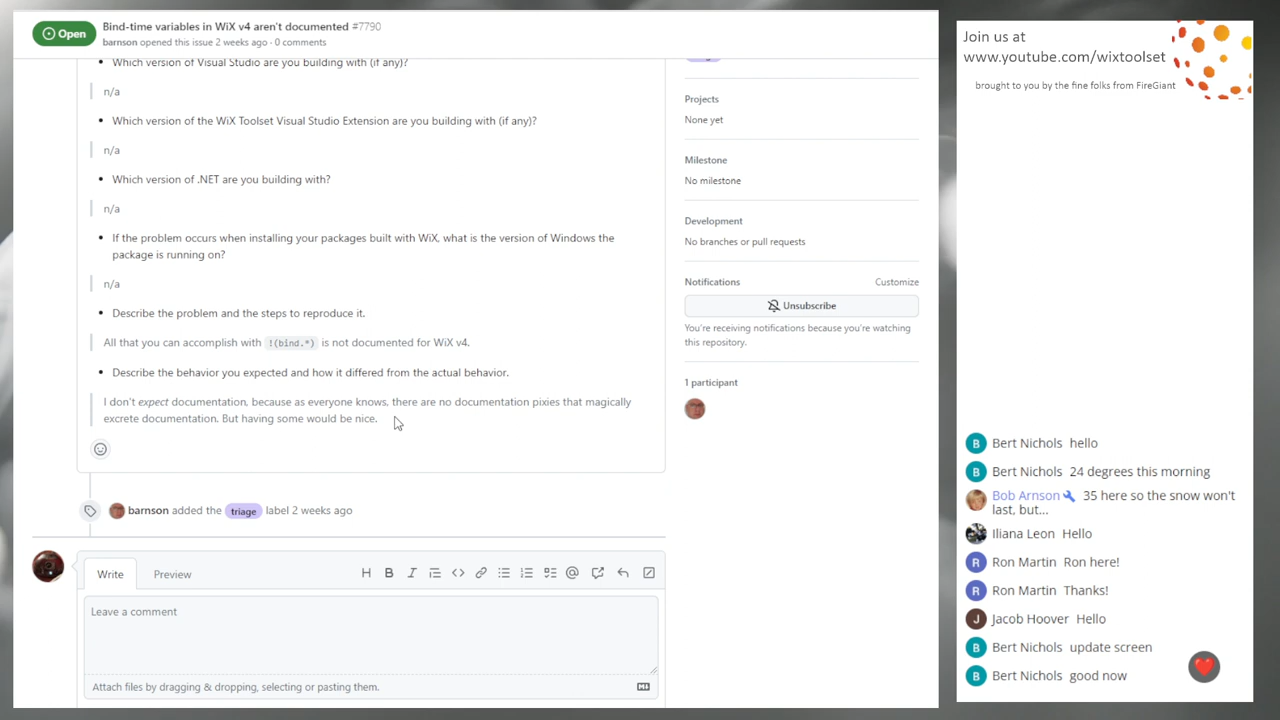 Open
Bind-time variables in WiX v4 aren't documented #7790
barnson opened this issue 2 weeks ago · 0 comments
• Which version of Visual Studio are you building with (if any)?
n/a
• Which version of the WiX Toolset Visual Studio Extension are you building with (if any)?
n/a
• Which version of .NET are you building with?
n/a
• If the problem occurs when installing your packages built with WiX, what is the version of Windows the
package is running on?
n/a
• Describe the problem and the steps to reproduce it.
All that you can accomplish with !(bind.*) is not documented for WiX v4.
• Describe the behavior you expected and how it differed from the actual behavior.
I don't expect documentation, because as everyone knows, there are no documentation pixies that magically
excrete documentation. But having some would be nice.
barnson added the triage label 2 weeks ago
Write Preview
H B I
Leave a comment
Attach files by dragging & dropping, selecting or pasting them.
Projects
None yet
Milestone
No milestone
Development
No branches or pull requests
Notifications Customize
Unsubscribe
You're receiving notifications because you're watching
this repository.
1 participant
Join us at
www.youtube.com/wixtoolset
brought to you by the fine folks from FireGiant
B Bert Nichols hello
B Bert Nichols 24 degrees this morning
Bob Arnson 35 here so the snow won't
last, but...
Iliana Leon Hello
R Ron Martin Ron here!
R Ron Martin Thanks!
J Jacob Hoover Hello
B Bert Nichols update screen
B Bert Nichols good now